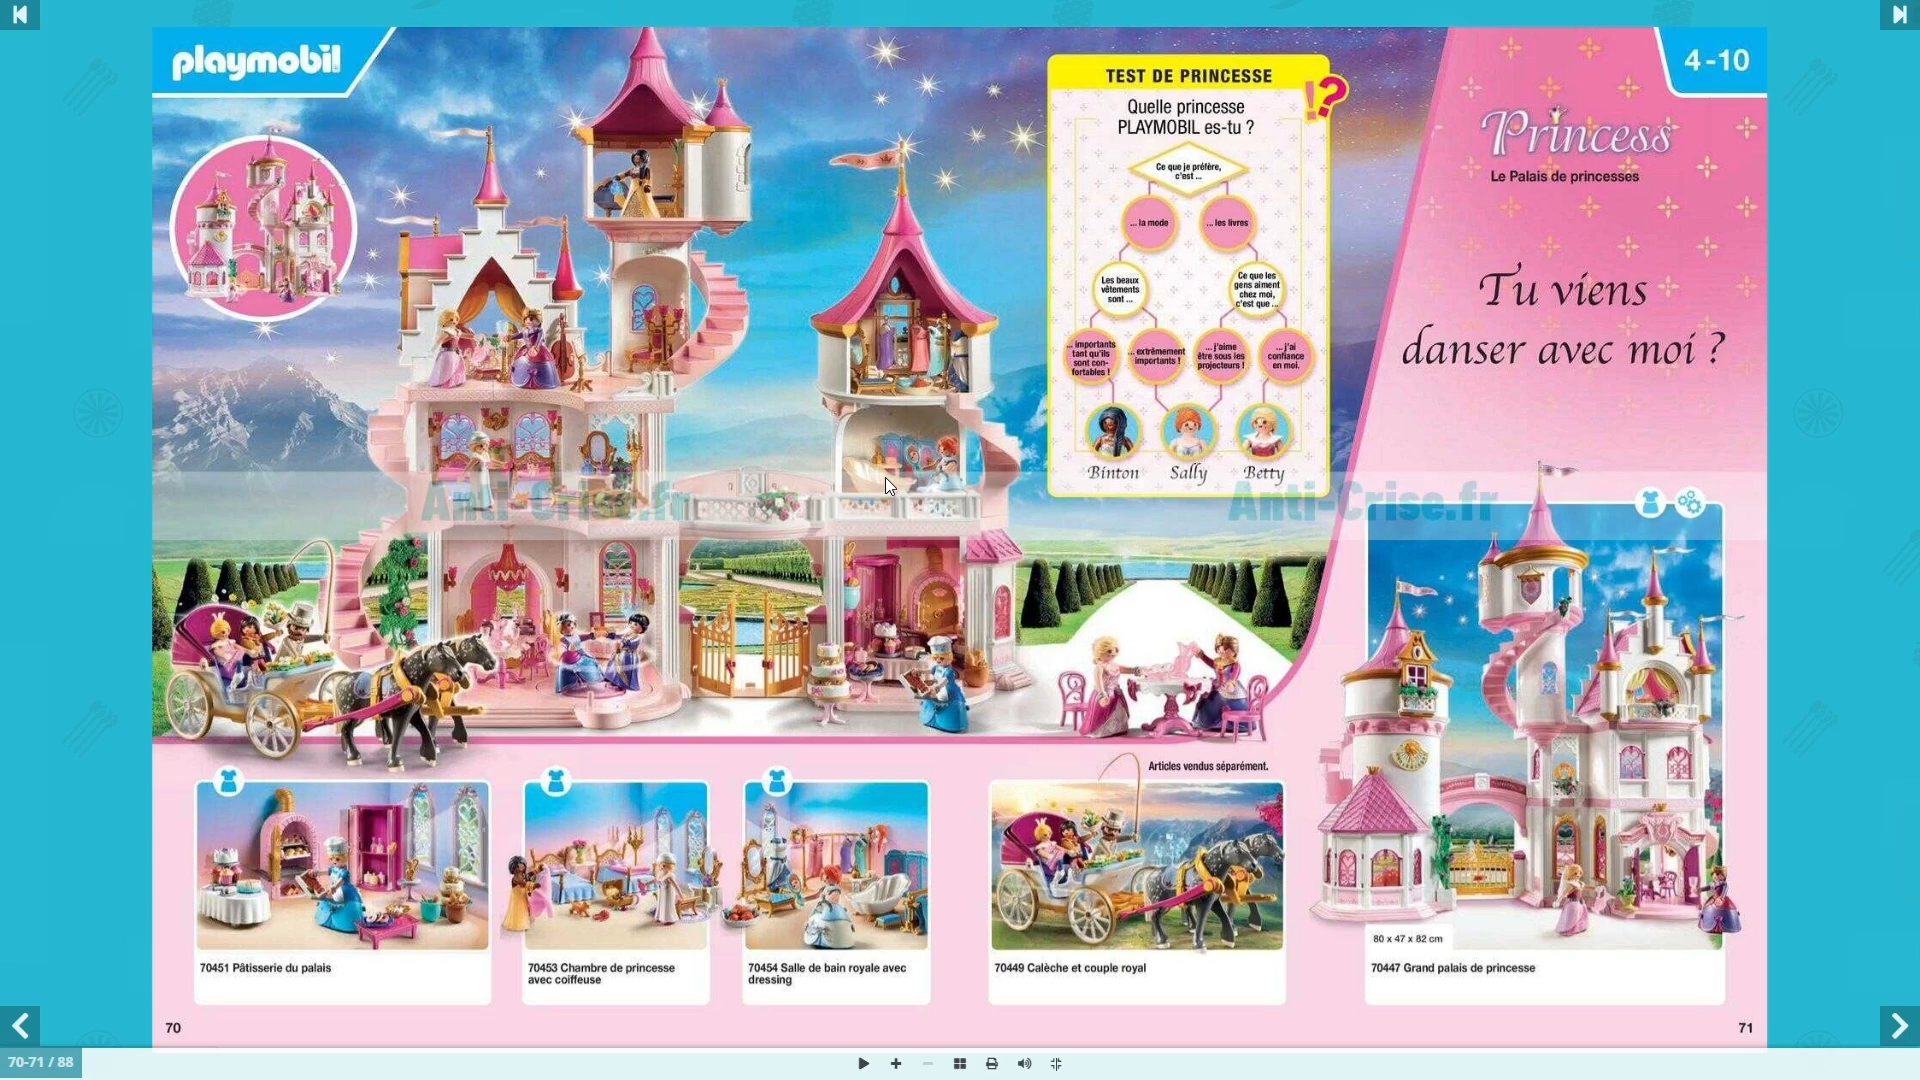 playmobil
TEST DE PRINCESSE
!?
Quelle princesse
PLAYMOBIL es-tu ?
Ce que je préfère,
c'est ...
... la mode
... les livres
Les beaux
vêtements
sont ...
Ce que les
gens aiment
chez moi,
c'est que ...
... importants
tant qu'ils
sont con-
fortables !
... extrêmement
importants !
... j'aime
être sous les
projecteurs !
... j'ai
confiance
en moi.
Binton
Sally
Betty
4-10
Princess
Le Palais de princesses
Tu viens
danser avec moi ?
Anti-Crise.fr
Anti-Crise.fr
Articles vendus séparément.
70451 Pâtisserie du palais
70453 Chambre de princesse
avec coiffeuse
70454 Salle de bain royale avec
dressing
70449 Calèche et couple royal
80 x 47 x 82 cm
70447 Grand palais de princesse
70
71
70-71 / 88